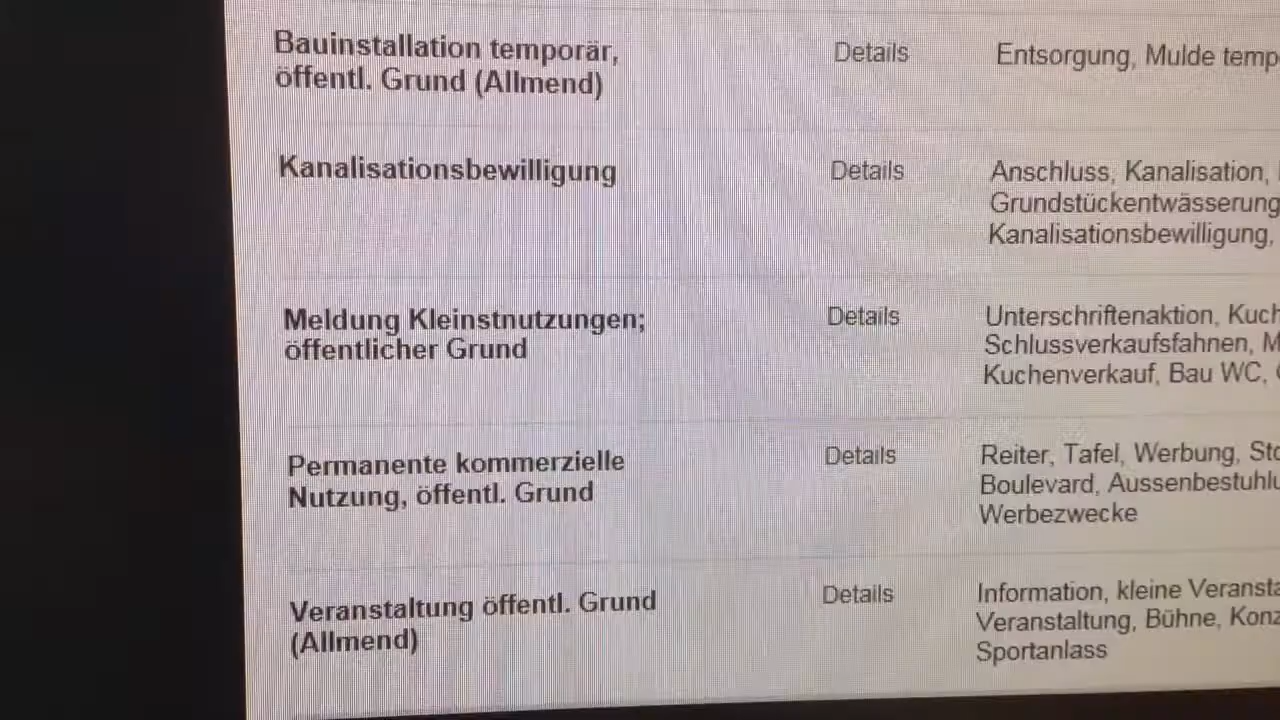 Bauinstallation temporär, Details Entsorgung, Mulde
öffentl. Grund (Allmend)
Kanalisationsbewilligung Details Anschluss, Kanalisation,
Grundstückentwässerung
Kanalisationsbewilligung,
Meldung Kleinstnutzungen; Details Unterschriftenaktion,
öffentlicher Grund Schlussverkaufsfahnen,
Kuchenverkauf, Bau WC,
Permanente kommerzielle Details Reiter, Tafel, Werbung,
Nutzung, öffentl. Grund Boulevard,
Werbezwecke
Veranstaltung öffentl. Grund Details Information, kleine
(Allmend) Veranstaltung, Bühne,
Sportanlass